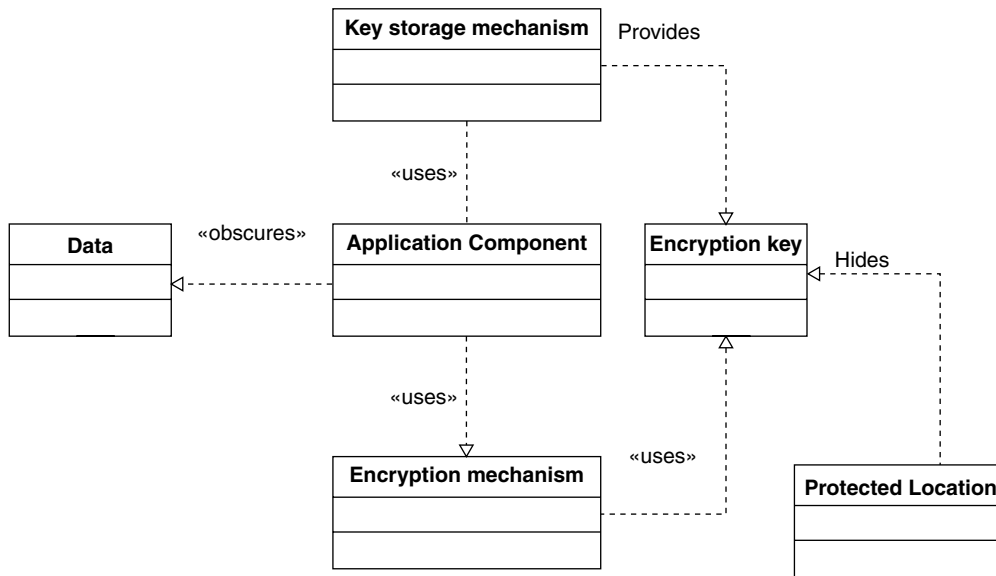 Key storage mechanism
Provides
«uses»
Data
«obscures»
Application Component
Encryption key
Hides
«uses»
«uses»
Encryption mechanism
Protected Location